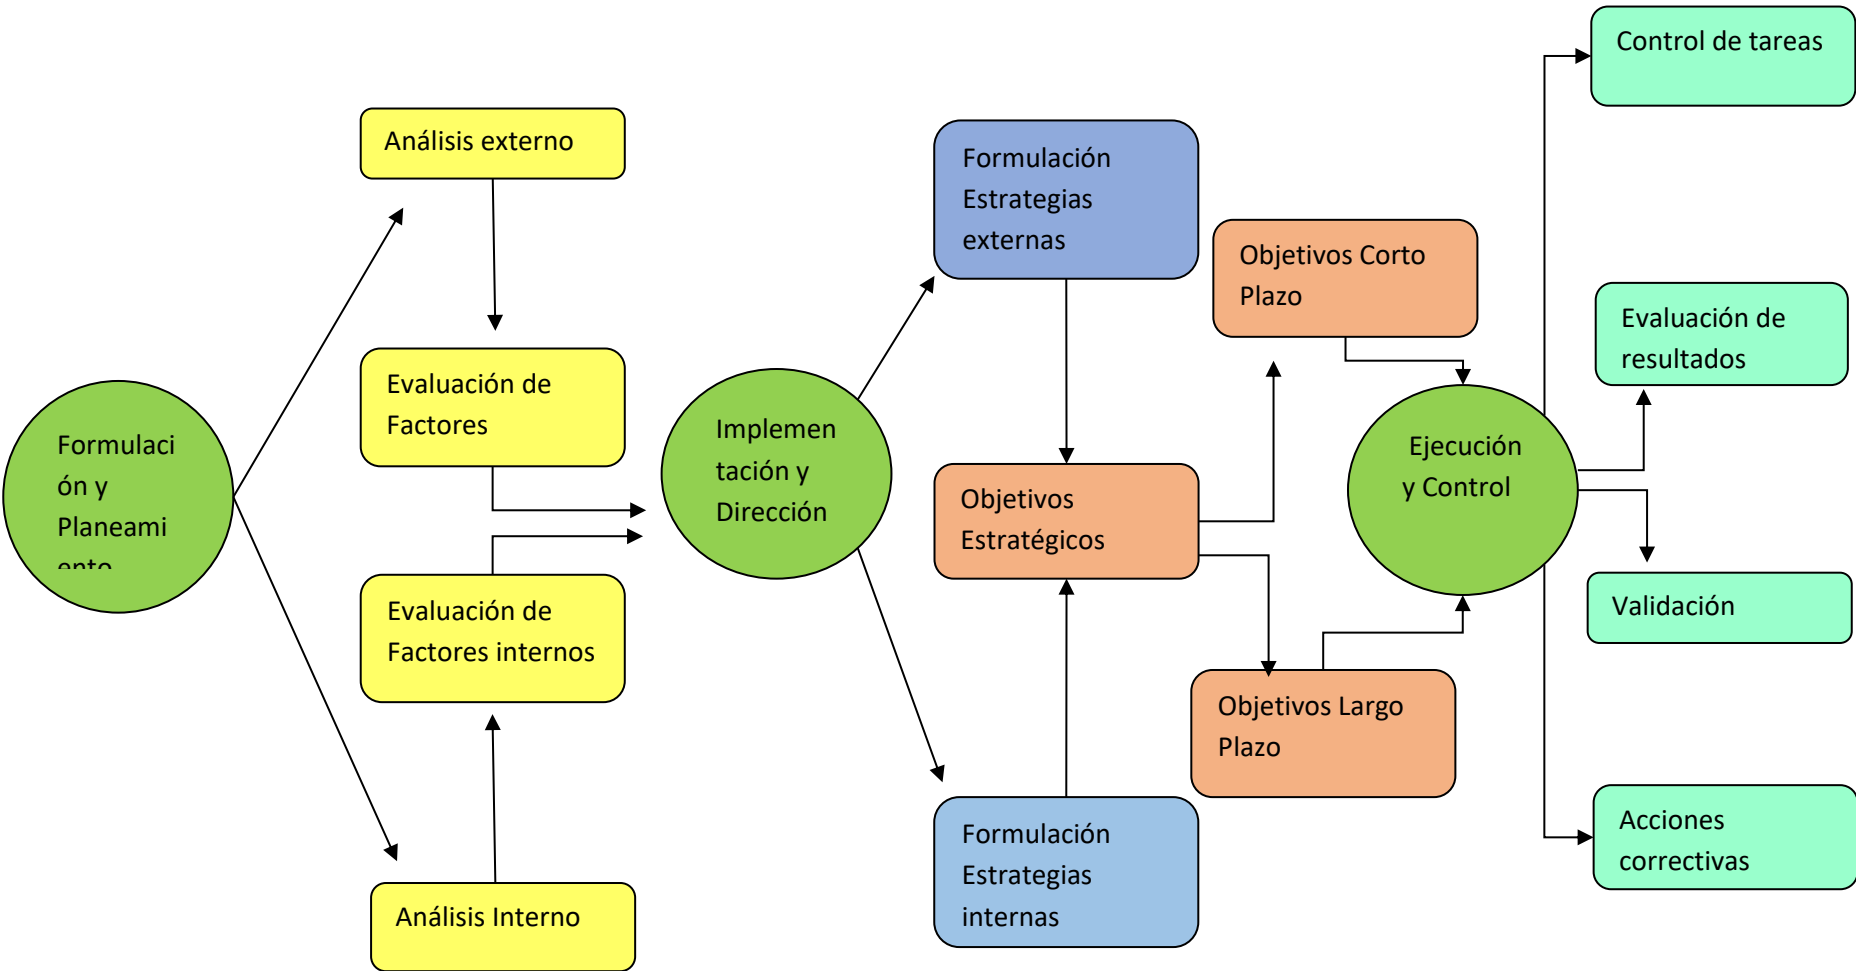 Formulaci
ón y
Planeami
ento
Análisis externo
Evaluación de
Factores
Evaluación de
Factores internos
Análisis Interno
Implemen
tación y
Dirección
Formulación
Estrategias
externas
Objetivos
Estratégicos
Formulación
Estrategias
internas
Objetivos Corto
Plazo
Objetivos Largo
Plazo
Ejecución
y Control
Control de tareas
Evaluación de
resultados
Validación
Acciones
correctivas